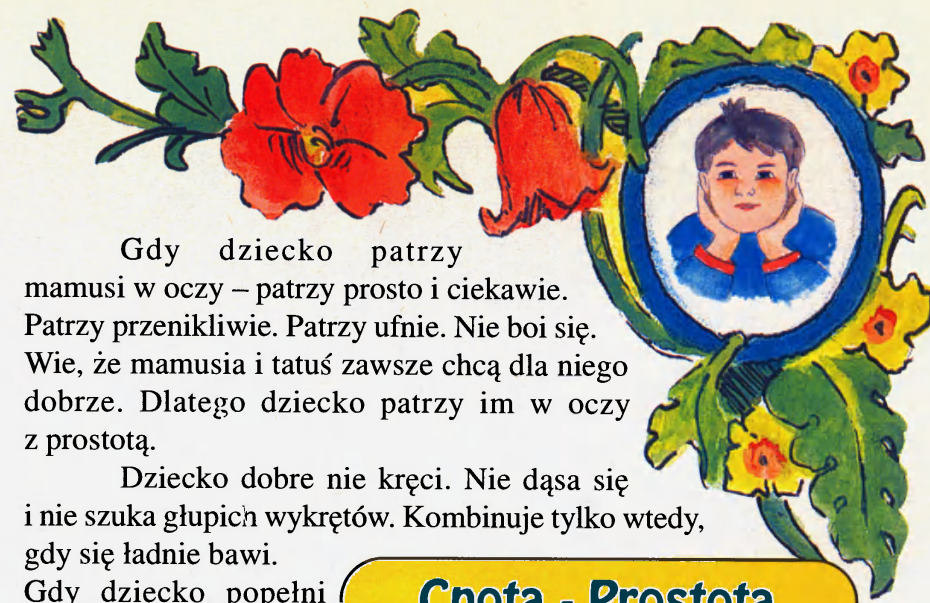 Gdy dziecko patrzy
mamusi w oczy – patrzy prosto i ciekawie.
Patrzy przenikliwie. Patrzy ufnie. Nie boi się.
Wie, że mamusia i tatuś zawsze chcą dla niego
dobrze. Dlatego dziecko patrzy im w oczy
z prostotą.
Dziecko dobre nie kręci. Nie dąsa się
i nie szuka głupich wykrętów. Kombinuje tylko wtedy,
gdy się ładnie bawi.
Gdy dziecko popełni
Cnota - Prostota